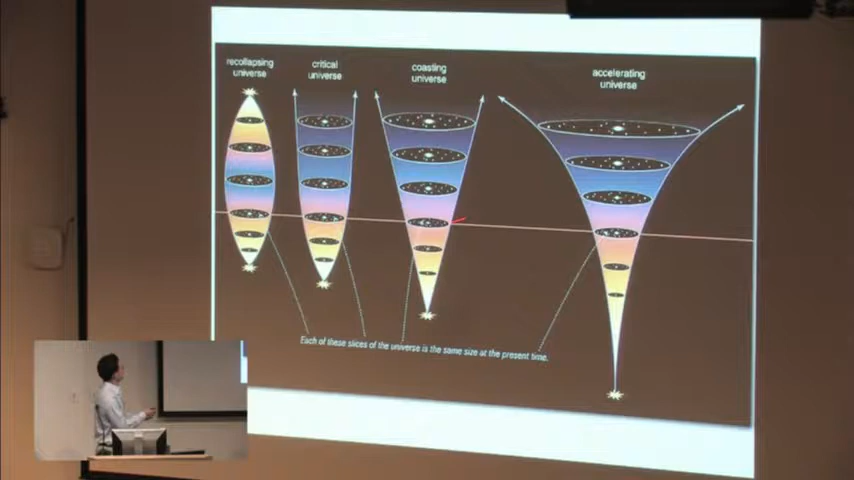 recollapsing
universe
critical
universe
coasting
universe
accelerating
universe
Each of these slices of the universe is the same size at the present time.